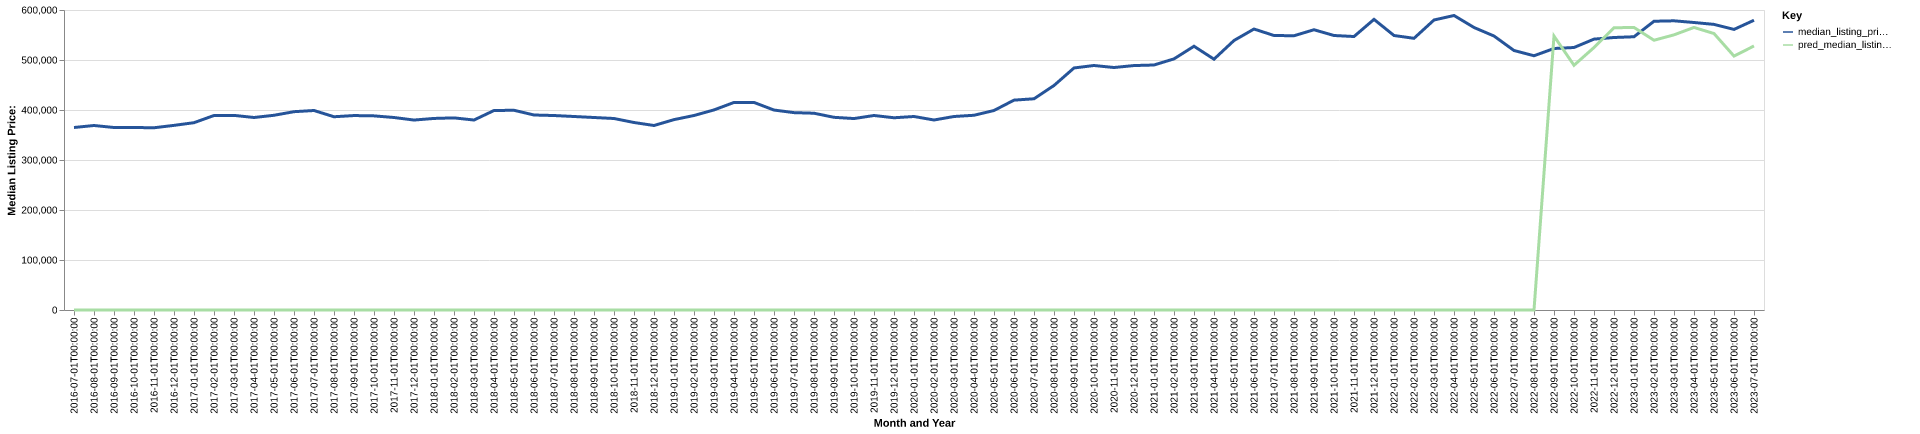 600,000
500,000
400,000
300,000
200,000
100,000
0
Median Listing Price:
2016-07-01T00:00:00
2016-08-01T00:00:00
2016-09-01T00:00:00
2016-10-01T00:00:00
2016-11-01T00:00:00
2016-12-01T00:00:00
2017-01-01T00:00:00
2017-02-01T00:00:00
2017-03-01T00:00:00
2017-04-01T00:00:00
2017-05-01T00:00:00
2017-06-01T00:00:00
2017-07-01T00:00:00
2017-08-01T00:00:00
2017-09-01T00:00:00
2017-10-01T00:00:00
2017-11-01T00:00:00
2017-12-01T00:00:00
2018-01-01T00:00:00
2018-02-01T00:00:00
2018-03-01T00:00:00
2018-04-01T00:00:00
2018-05-01T00:00:00
2018-06-01T00:00:00
2018-07-01T00:00:00
2018-08-01T00:00:00
2018-09-01T00:00:00
2018-10-01T00:00:00
2018-11-01T00:00:00
2018-12-01T00:00:00
2019-01-01T00:00:00
2019-02-01T00:00:00
2019-03-01T00:00:00
2019-04-01T00:00:00
2019-05-01T00:00:00
2019-06-01T00:00:00
2019-07-01T00:00:00
2019-08-01T00:00:00
2019-09-01T00:00:00
2019-10-01T00:00:00
2019-11-01T00:00:00
2019-12-01T00:00:00
2020-01-01T00:00:00
2020-02-01T00:00:00
2020-03-01T00:00:00
2020-04-01T00:00:00
2020-05-01T00:00:00
2020-06-01T00:00:00
2020-07-01T00:00:00
2020-08-01T00:00:00
2020-09-01T00:00:00
2020-10-01T00:00:00
2020-11-01T00:00:00
2020-12-01T00:00:00
2021-01-01T00:00:00
2021-02-01T00:00:00
2021-03-01T00:00:00
2021-04-01T00:00:00
2021-05-01T00:00:00
2021-06-01T00:00:00
2021-07-01T00:00:00
2021-08-01T00:00:00
2021-09-01T00:00:00
2021-10-01T00:00:00
2021-11-01T00:00:00
2021-12-01T00:00:00
2022-01-01T00:00:00
2022-02-01T00:00:00
2022-03-01T00:00:00
2022-04-01T00:00:00
2022-05-01T00:00:00
2022-06-01T00:00:00
2022-07-01T00:00:00
2022-08-01T00:00:00
2022-09-01T00:00:00
2022-10-01T00:00:00
2022-11-01T00:00:00
2022-12-01T00:00:00
2023-01-01T00:00:00
2023-02-01T00:00:00
2023-03-01T00:00:00
2023-04-01T00:00:00
2023-05-01T00:00:00
2023-06-01T00:00:00
2023-07-01T00:00:00
Month and Year
Key
median_listing_pri…
pred_median_listin…